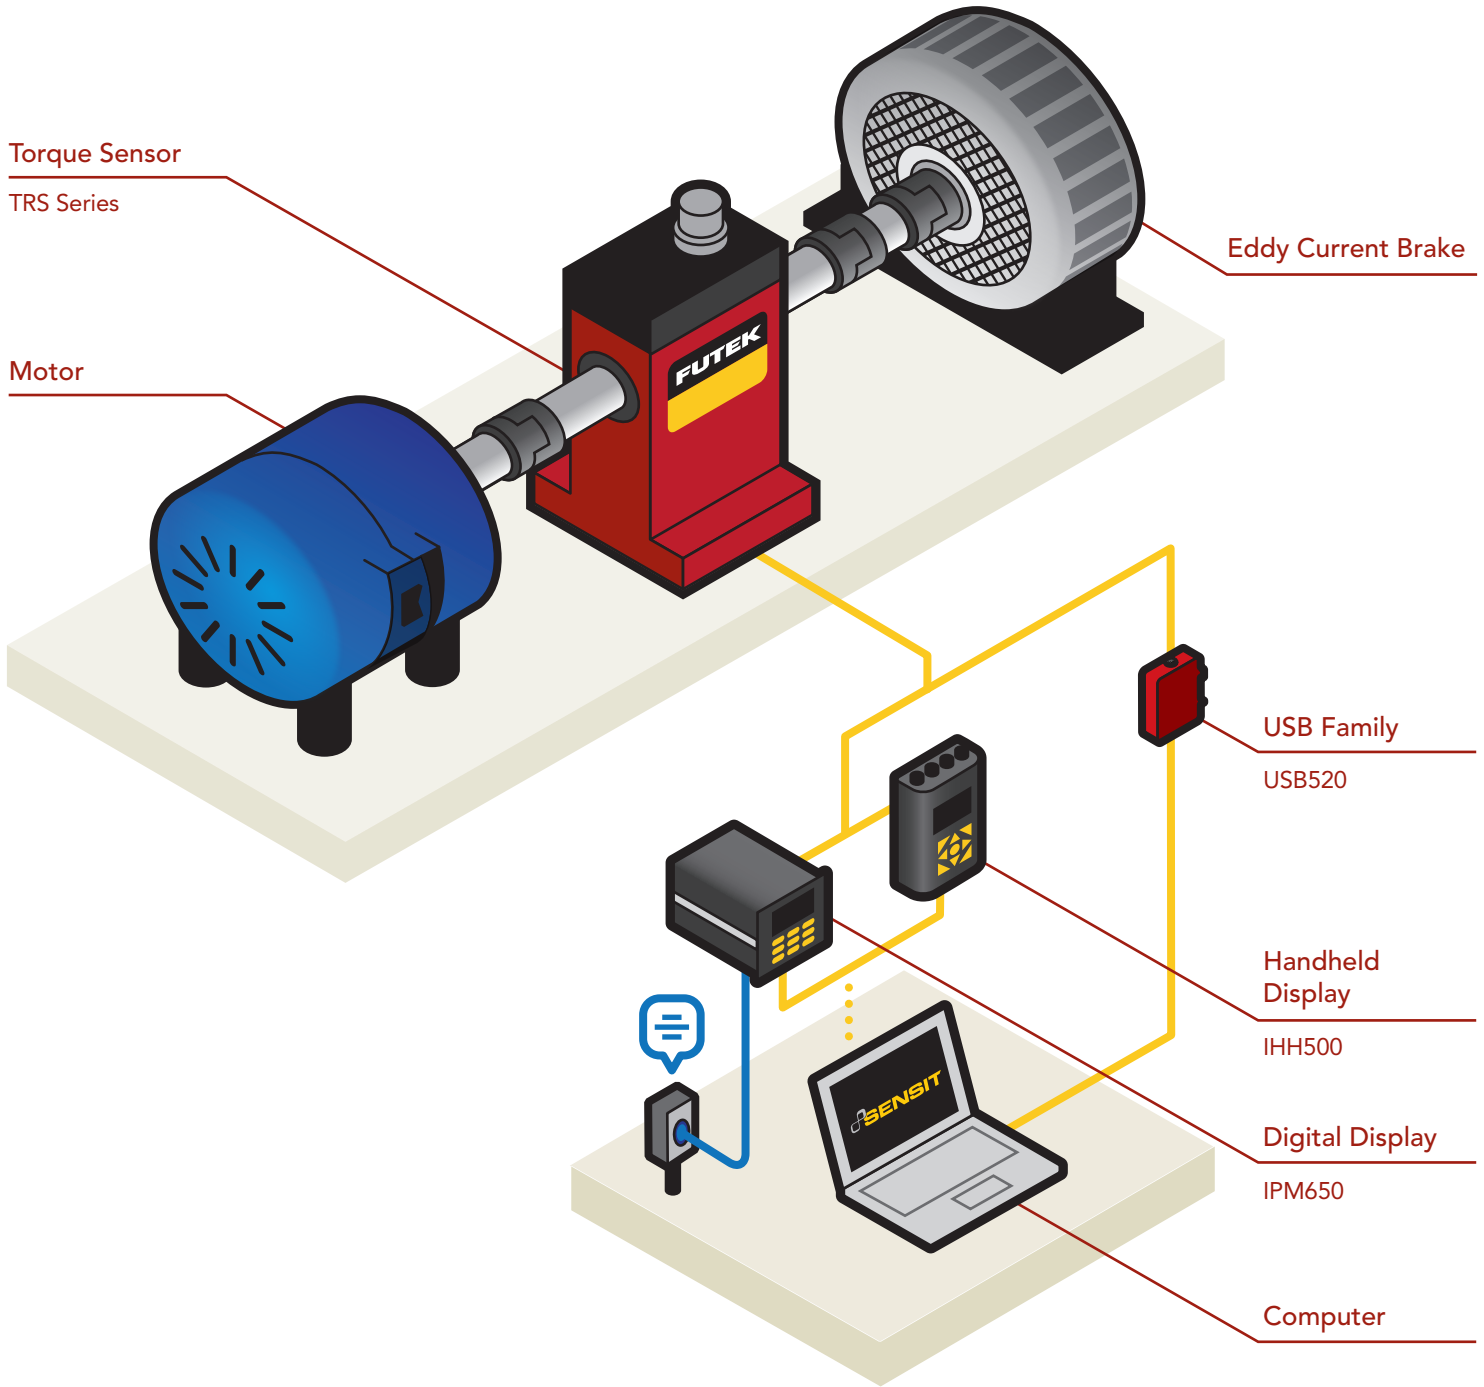 Torque Sensor
TRS Series
Motor
FUTEK
Eddy Current Brake
USB Family
USB520
Handheld
Display
IHH500
Digital Display
IPM650
SENSIT
Computer